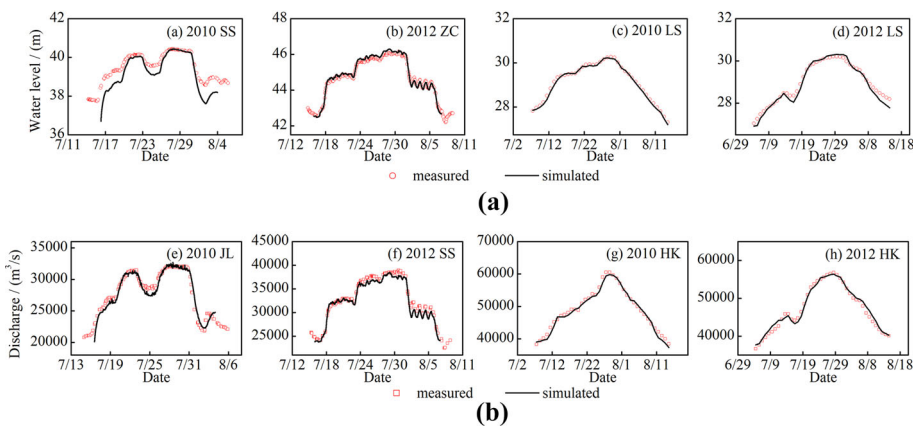 (a) 2010 SS
(b) 2012 ZC
(c) 2010 LS
(d) 2012 LS
Water level / (m)
42
40
38
36
7/11 7/17 7/23 7/29 8/4
Date
48
46
44
42
7/12 7/18 7/24 7/30 8/5 8/11
Date
32
30
28
7/2 7/12 7/22 8/1 8/11
Date
32
30
28
6/29 7/9 7/19 7/29 8/8 8/18
Date
measured simulated
(a)
(e) 2010 JL
(f) 2012 SS
(g) 2010 HK
(h) 2012 HK
Discharge / (m³/s)
35000
30000
25000
20000
7/13 7/19 7/25 7/31 8/6
Date
45000
40000
35000
30000
25000
7/12 7/18 7/24 7/30 8/5 8/11
Date
70000
60000
50000
40000
7/2 7/12 7/22 8/1 8/11
Date
60000
50000
40000
6/29 7/9 7/19 7/29 8/8 8/18
Date
measured simulated
(b)